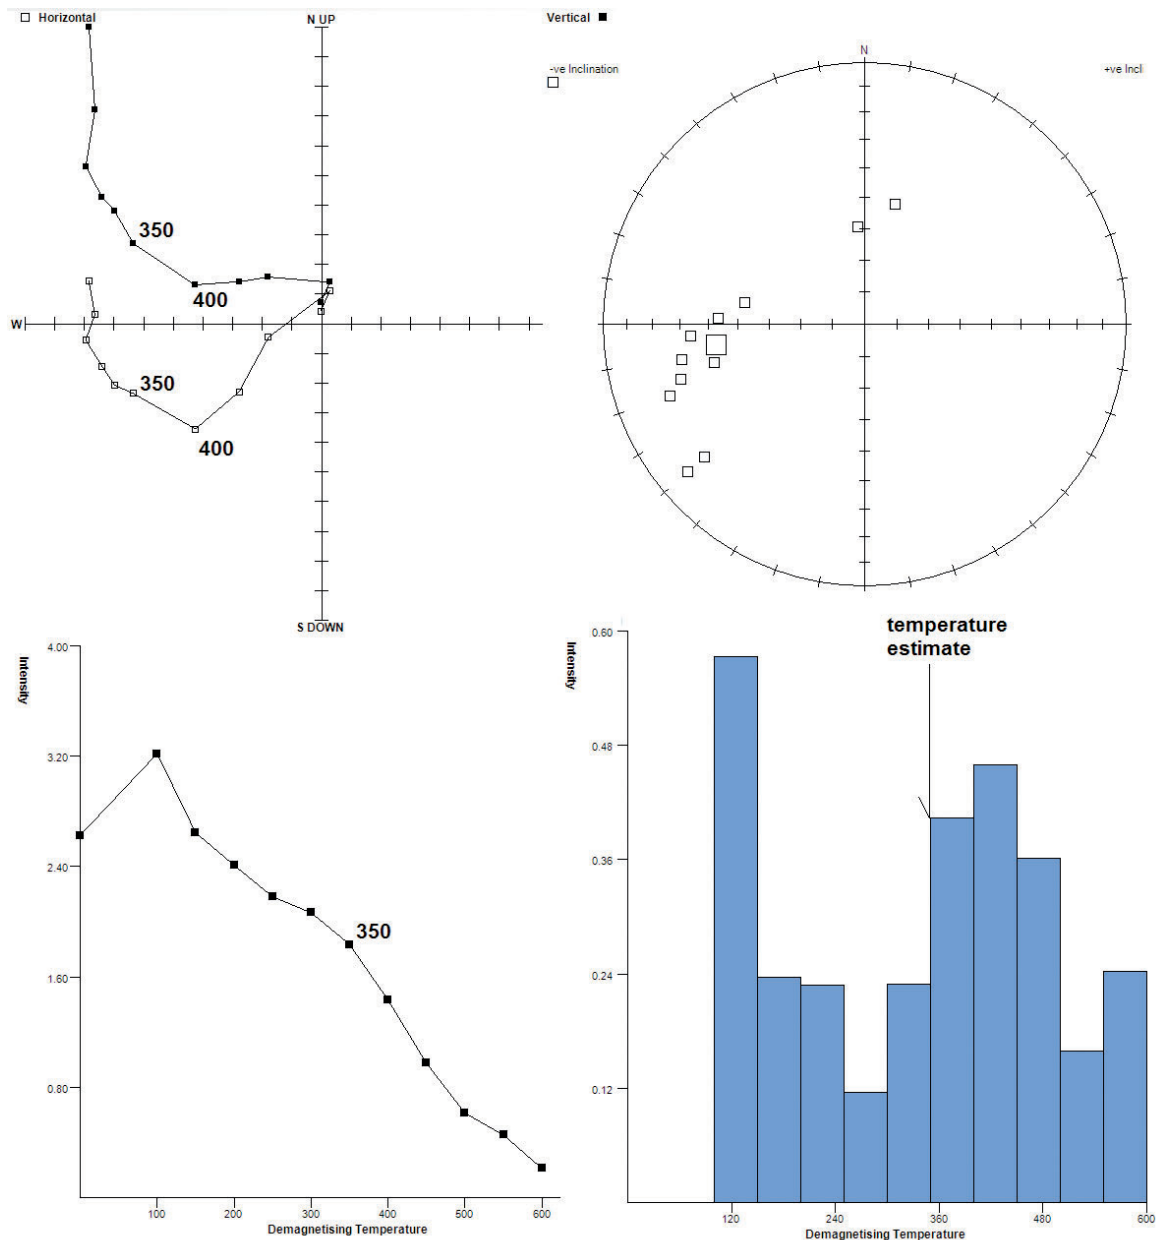 Horizontal
N UP
Vertical
W
S DOWN
350
400
350
400
-ve Inclination
N
+ve Incl
4.00
3.20
2.40
1.60
0.80
Intensity
350
100
200
300
400
500
600
Demagnetising Temperature
temperature
estimate
0.60
0.48
0.36
0.24
0.12
Intensity
120
240
360
480
600
Demagnetising Temperature